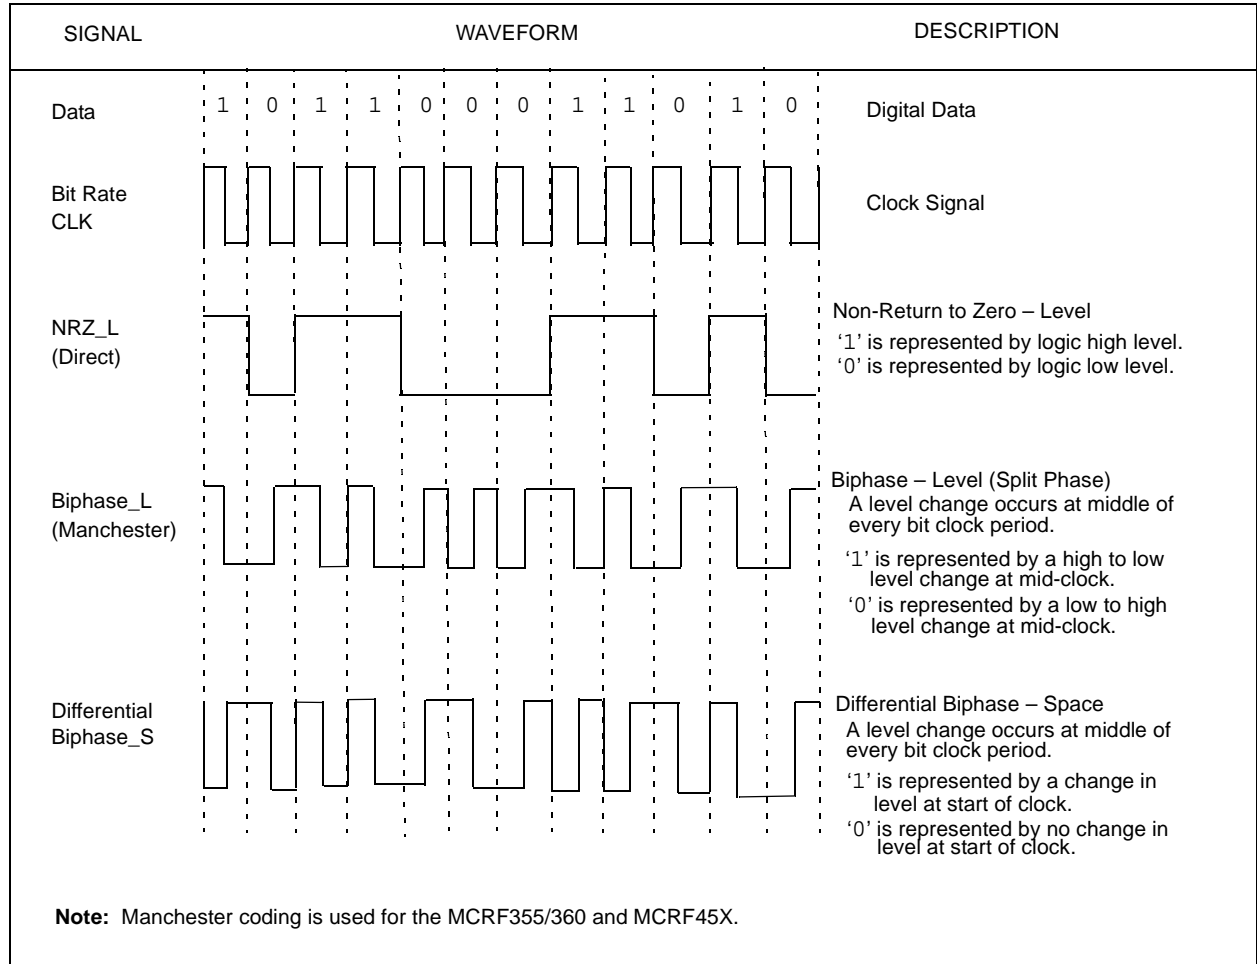 SIGNAL WAVEFORM DESCRIPTION
Data 1 0 1 1 0 0 0 1 1 0 1 0 Digital Data
Bit Rate
CLK
Clock Signal
NRZ_L
(Direct)
Non-Return to Zero – Level
‘1’ is represented by logic high level.
‘0’ is represented by logic low level.
Biphase_L
(Manchester)
Biphase – Level (Split Phase)
A level change occurs at middle of
every bit clock period.
‘1’ is represented by a high to low
level change at mid-clock.
‘0’ is represented by a low to high
level change at mid-clock.
Differential
Biphase_S
Differential Biphase – Space
A level change occurs at middle of
every bit clock period.
‘1’ is represented by a change in
level at start of clock.
‘0’ is represented by no change in
level at start of clock.
Note: Manchester coding is used for the MCRF355/360 and MCRF45X.